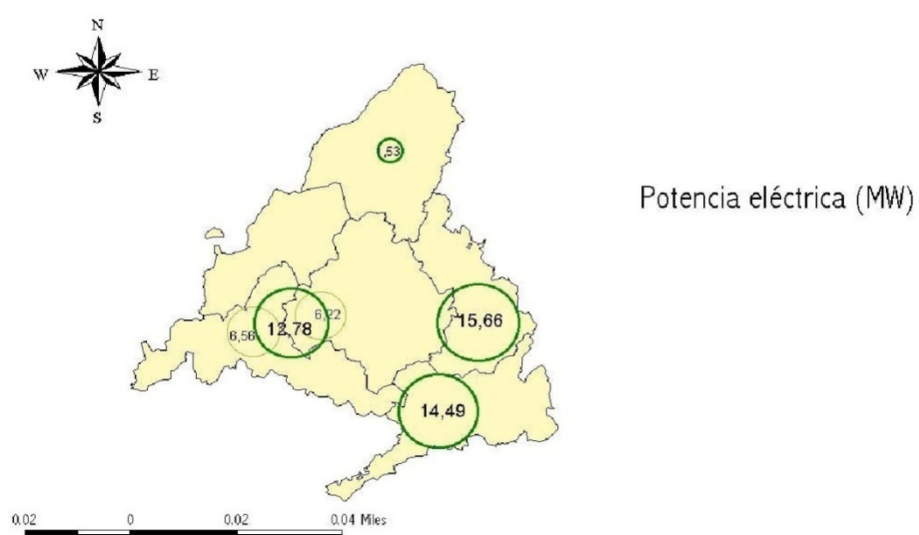 N
W E
S
,53
Potencia eléctrica (MW)
6,56 12,78 6,22
15,66
14,49
0.02 0 0.02 0.04 Miles